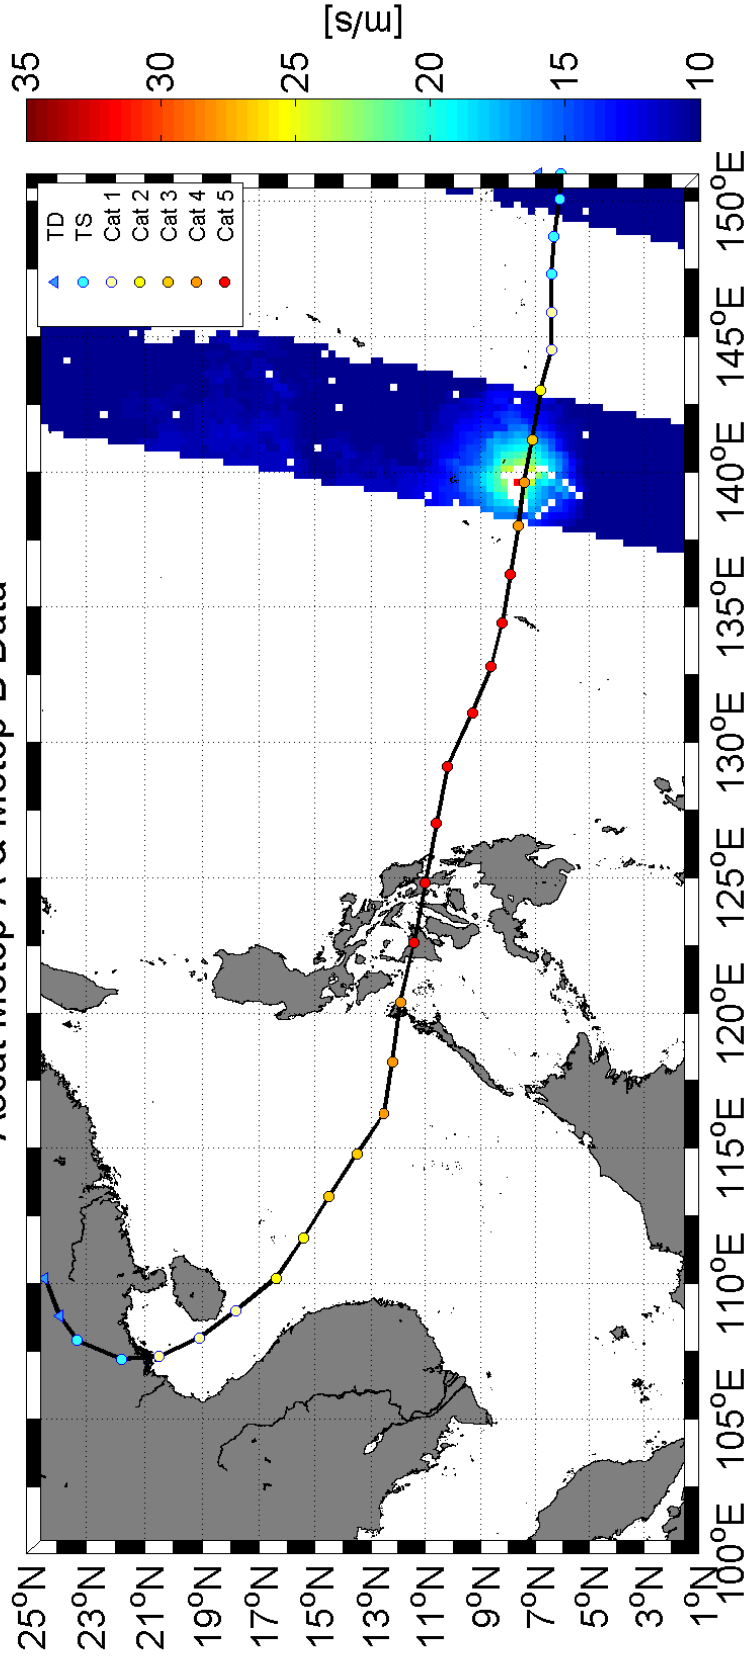 Ascat Metop-A & Metop-B Data
TD
TS
Cat 1
Cat 2
Cat 3
Cat 4
Cat 5
25°N
23°N
21°N
19°N
17°N
15°N
13°N
11°N
9°N
7°N
5°N
3°N
1°N
100°E
105°E
110°E
115°E
120°E
125°E
130°E
135°E
140°E
145°E
150°E
35
30
25
20
15
10
[m/s]